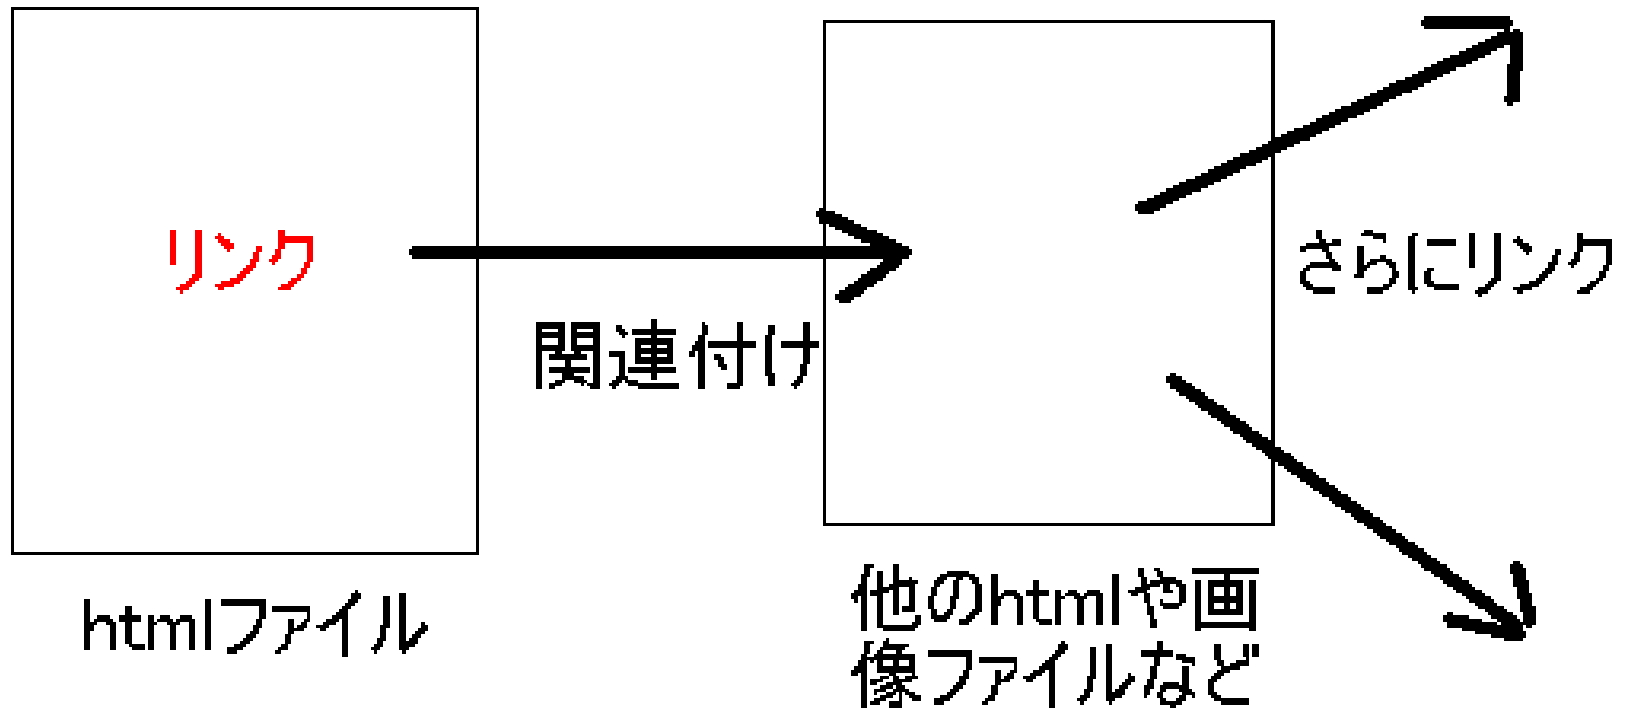 リンク
関連付け
さらにリンク
htmlファイル
他のhtmlや画
像ファイルなど